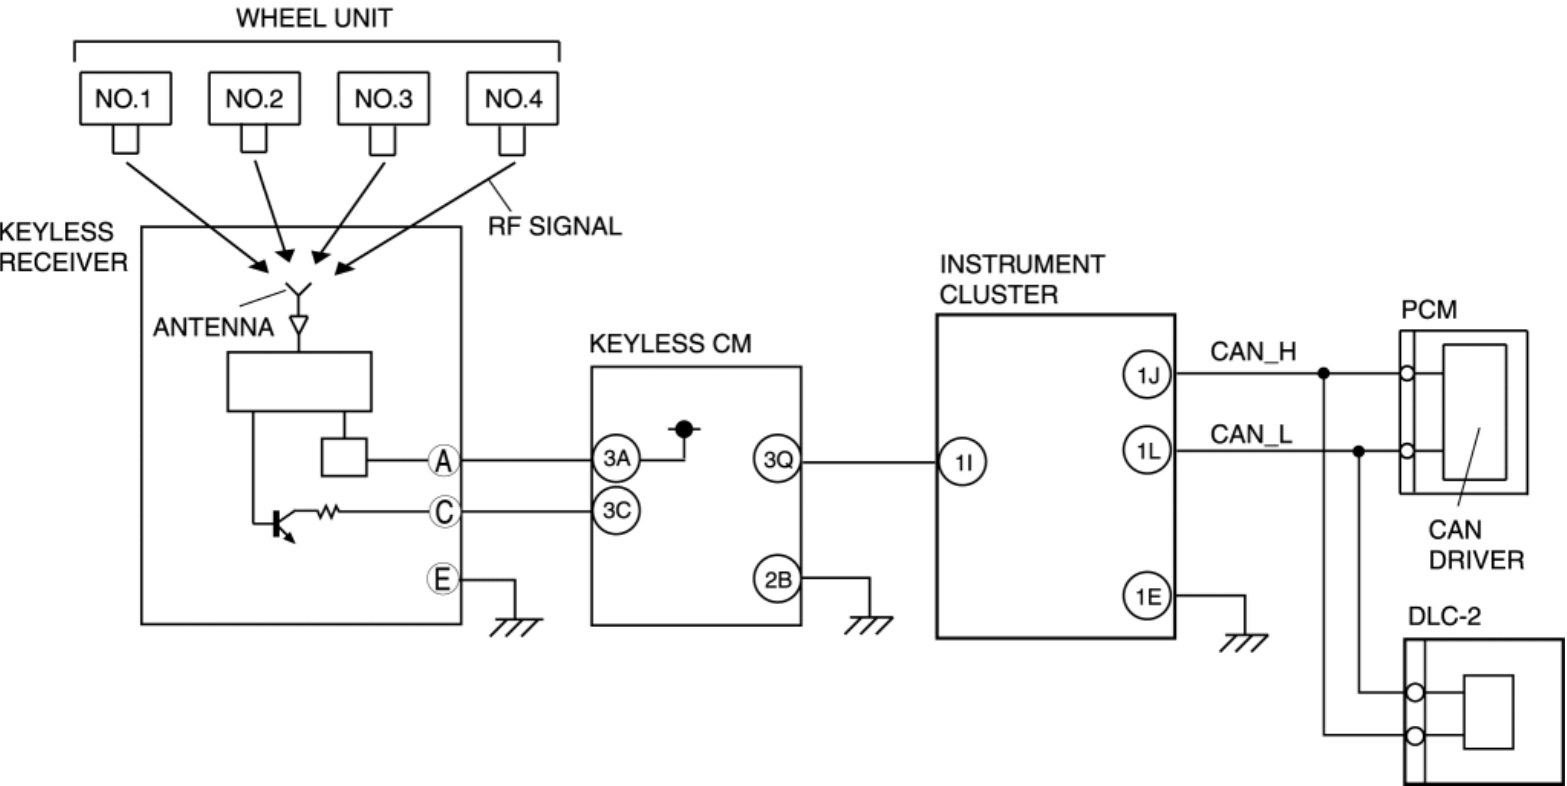 WHEEL UNIT
NO.1
NO.2
NO.3
NO.4
RF SIGNAL
KEYLESS
RECEIVER
ANTENNA
A
C
E
KEYLESS CM
3A
3C
3Q
2B
INSTRUMENT
CLUSTER
1I
1J
1L
1E
CAN_H
CAN_L
PCM
CAN
DRIVER
DLC-2